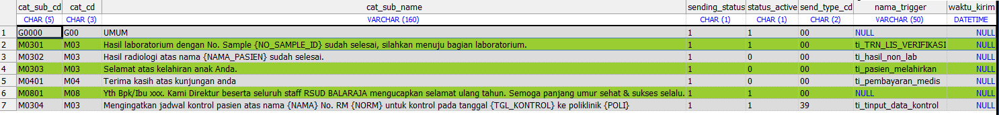 cat_sub_cd cat_cd cat_sub_name sending_status status_active send_type_cd nama_trigger waktu_kirim
CHAR (5) CHAR (3) VARCHAR (160) CHAR (1) CHAR (1) CHAR (2) VARCHAR (50) DATETIME
1 G0000 G00 UMUM 1 1 00 NULL NULL
2 M0301 M03 Hasil laboratorium dengan No. Sample {NO_SAMPLE_ID} sudah selesai, silahkan menuju bagian laboratorium. 1 1 00 ti_TRN_LIS_VERIFIKASI NULL
3 M0302 M03 Hasil radiologi atas nama {NAMA_PASIEN} sudah selesai. 1 0 00 ti_hasil_non_lab NULL
4 M0303 M03 Selamat atas kelahiran anak Anda. 1 0 00 ti_pasien_melahirkan NULL
5 M0401 M04 Terima kasih atas kunjungan anda 1 0 00 ti_pembayaran_medis NULL
6 M0801 M08 Yth Bpk/Ibu xxx. Kami Direktur beserta seluruh staff RSUD BALARAJA mengucapkan selamat ulang tahun. Semoga panjang umur sehat & sukses selalu. 1 1 00 NULL NULL
7 M0304 M03 Mengingatkan jadwal kontrol pasien atas nama {NAMA} No. RM {NORM} untuk kontrol pada tanggal {TGL_KONTROL} ke poliklinik {POLI} 1 1 39 ti_tinput_data_kontrol NULL